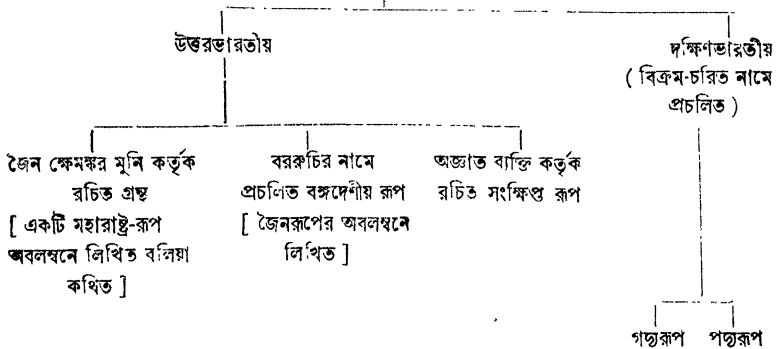 উত্তরভারতীয়
দক্ষিণভারতীয়
( বিক্রম-চরিত নামে
প্রচলিত )
জৈন ক্ষেমঙ্কর মুনি কর্তৃক
রচিত গ্রন্থ
[ একটি মহারাষ্ট্র-রূপ
অবলম্বনে লিখিত বলিয়া
কথিত ]
বররুচির নামে
প্রচলিত বঙ্গদেশীয় রূপ
[ জৈনরূপের অবলম্বনে
লিখিত ]
অজ্ঞাত ব্যক্তি কর্তৃক
রচিত সংক্ষিপ্ত রূপ
গদ্যরূপ
পদ্যরূপ